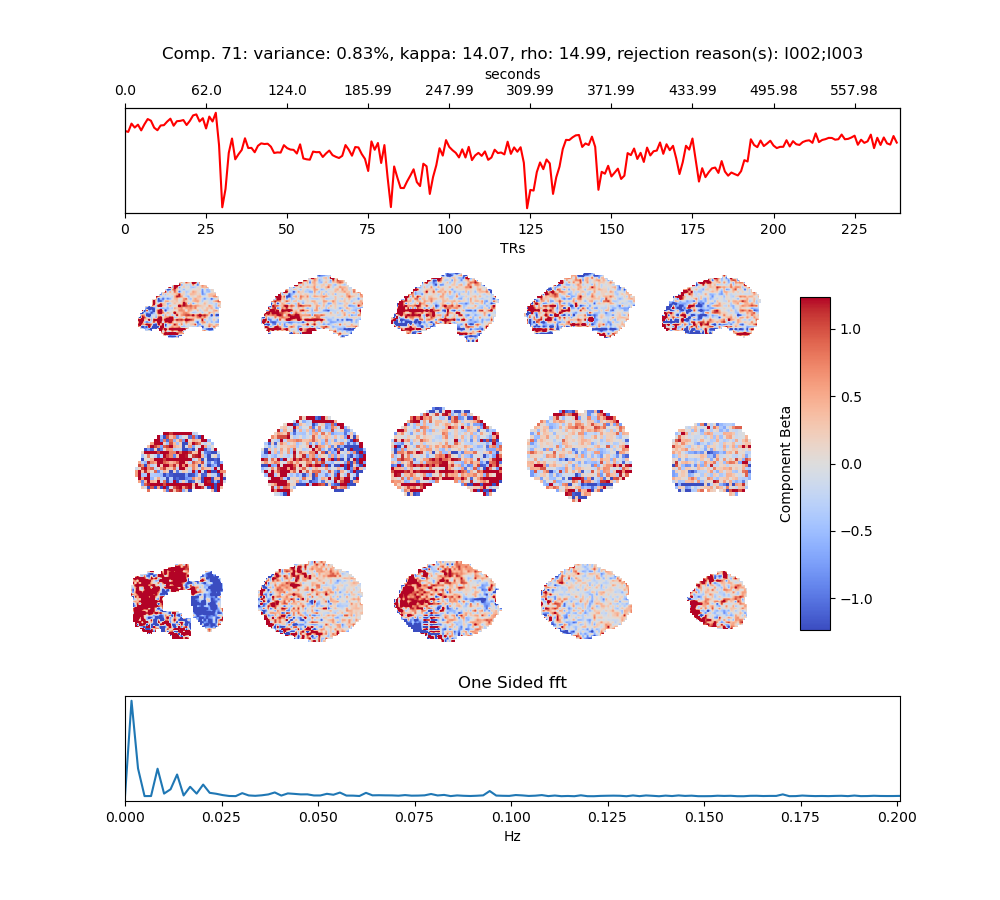 Comp. 71: variance: 0.83%, kappa: 14.07, rho: 14.99, rejection reason(s): I002;I003
seconds
0.0 62.0 124.0 185.99 247.99 309.99 371.99 433.99 495.98 557.98
0 25 50 75 100 125 150 175 200 225
TRs
1.0
0.5
0.0
−0.5
−1.0
Component Beta
One Sided fft
0.000 0.025 0.050 0.075 0.100 0.125 0.150 0.175 0.200
Hz